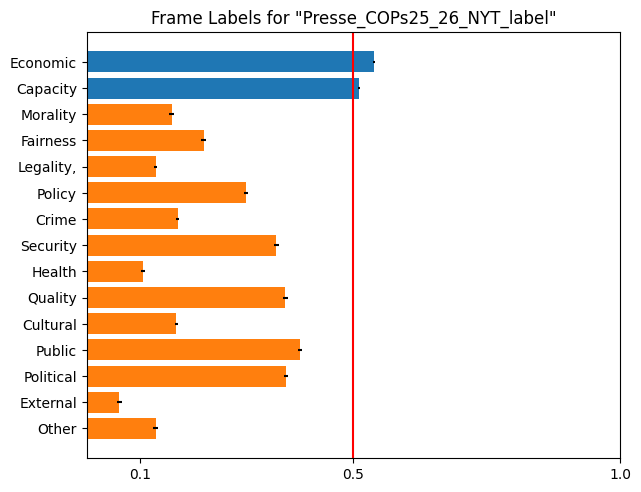 Frame Labels for "Presse_COPs25_26_NYT_label"
Economic
Capacity
Morality
Fairness
Legality,
Policy
Crime
Security
Health
Quality
Cultural
Public
Political
External
Other
0.1 0.5 1.0